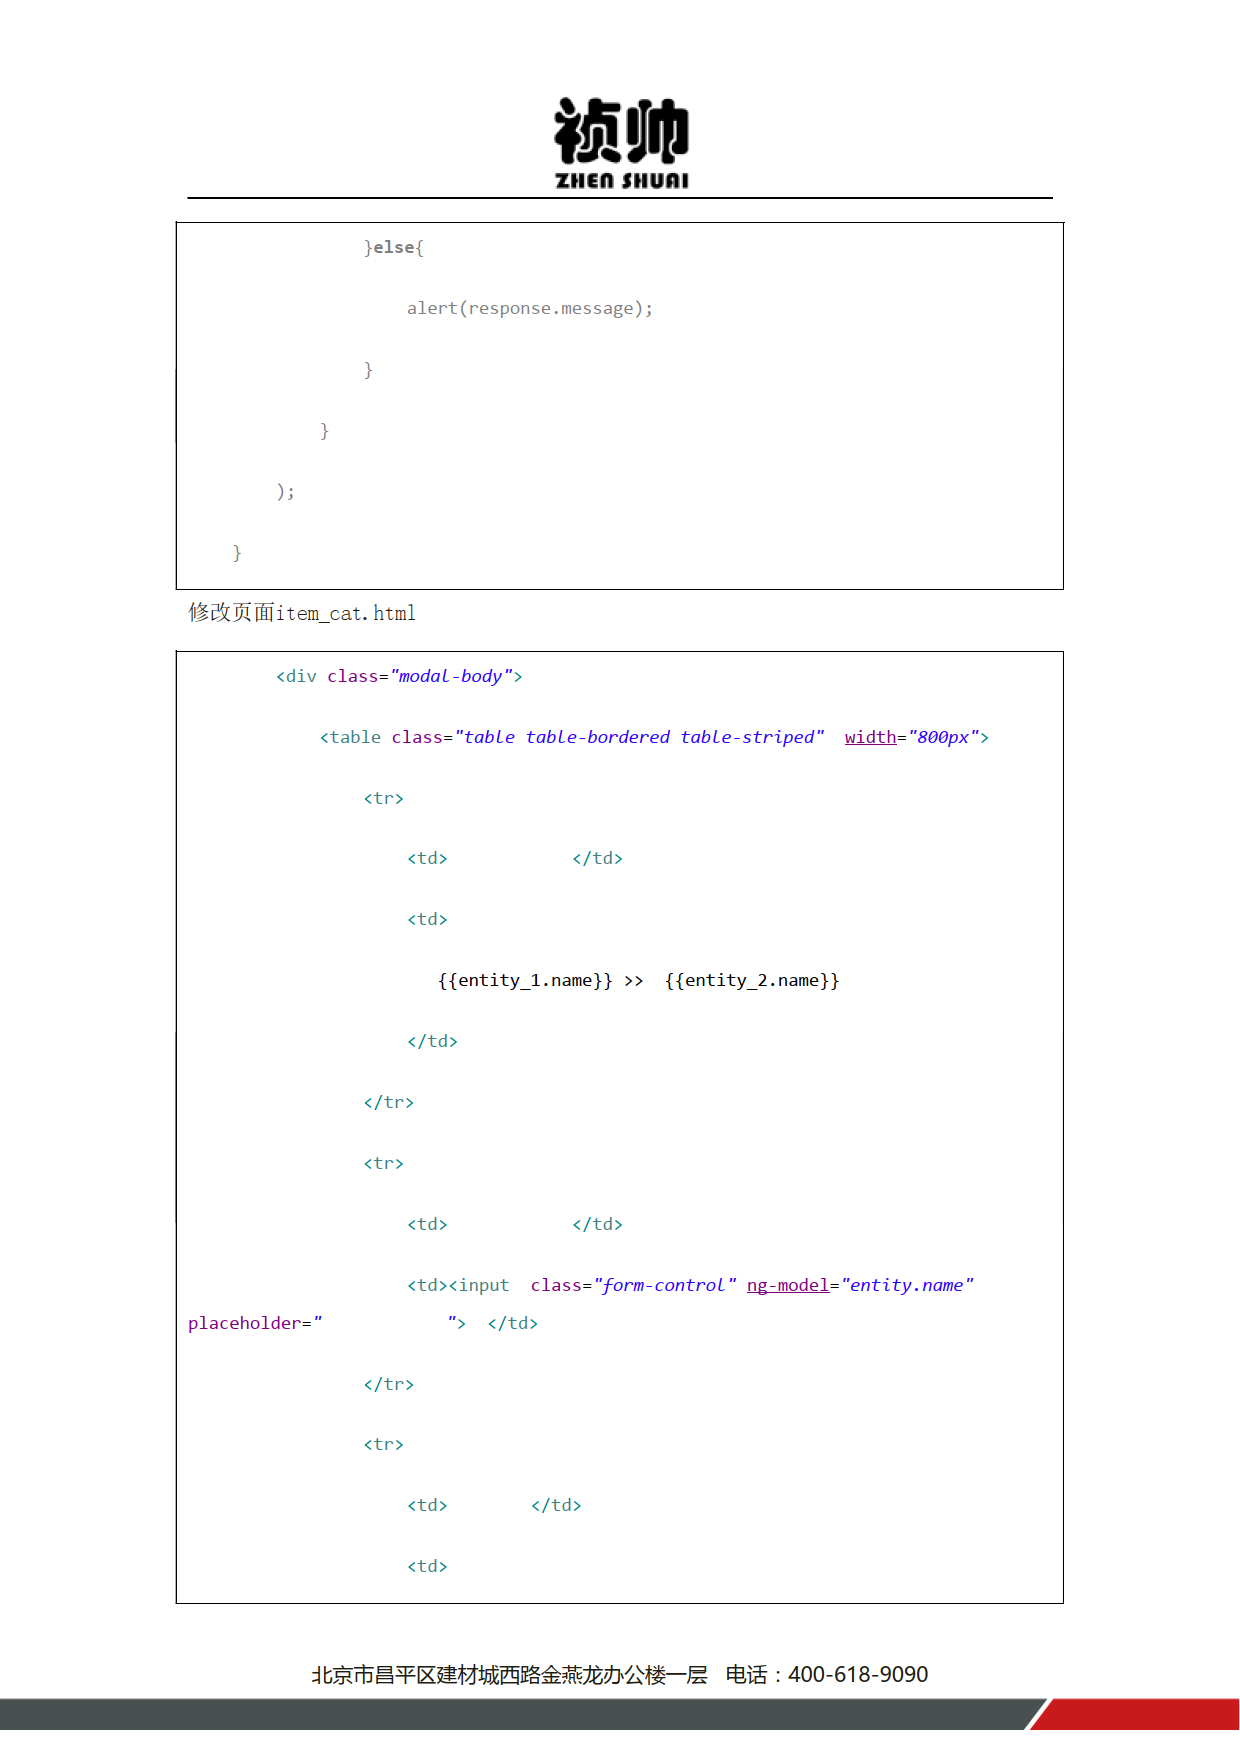 祯帅
ZHEN SHUAI
}else{
alert(response.message);
}
}
);
}
修改页面item_cat.html
<div class="modal-body">
<table class="table table-bordered table-striped"  width="800px">
<tr>
<td>            </td>
<td>
{{entity_1.name}} >>  {{entity_2.name}}
</td>
</tr>
<tr>
<td>            </td>
<td><input  class="form-control" ng-model="entity.name"
placeholder="            ">  </td>
</tr>
<tr>
<td>        </td>
<td>
北京市昌平区建材城西路金燕龙办公楼一层   电话：400-618-9090